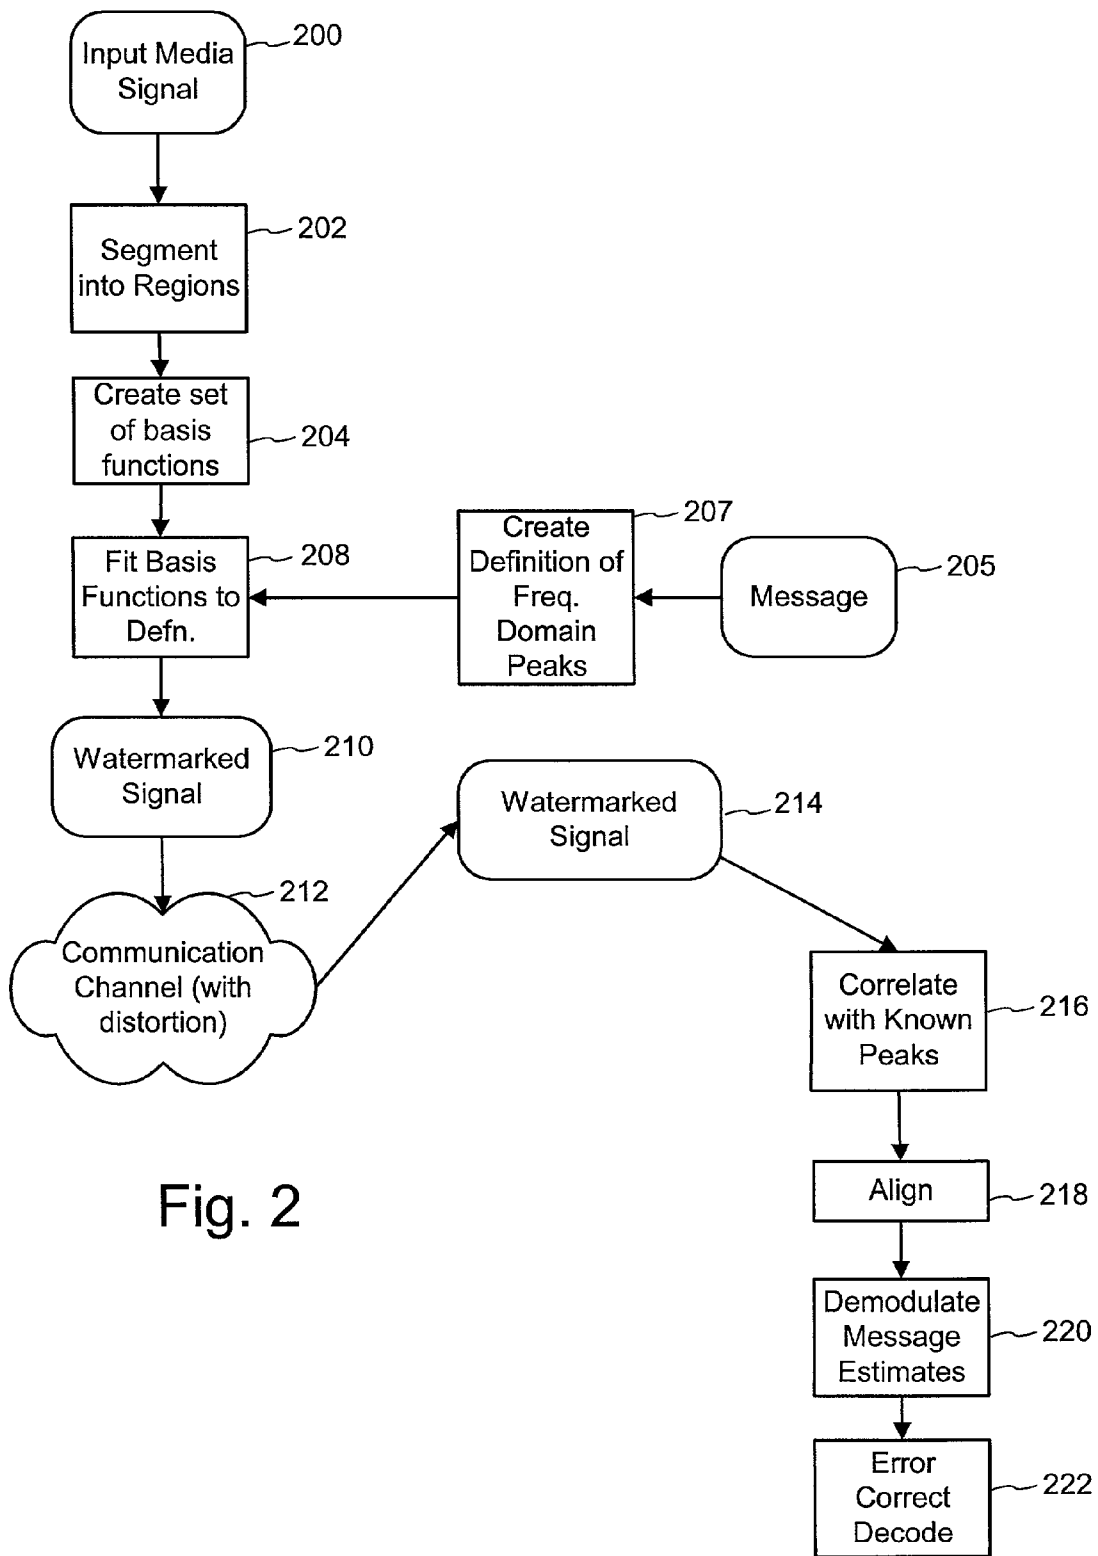 200
Input Media
Signal
202
Segment
into Regions
Create set
of basis
functions
204
207
Create
Definition of
Freq.
Domain
Peaks
208
Fit Basis
Functions to
Defn.
205
Message
210
Watermarked
Signal
214
Watermarked
Signal
212
Communication
Channel (with
distortion)
216
Correlate
with Known
Peaks
Fig. 2
218
Align
220
Demodulate
Message
Estimates
222
Error
Correct
Decode